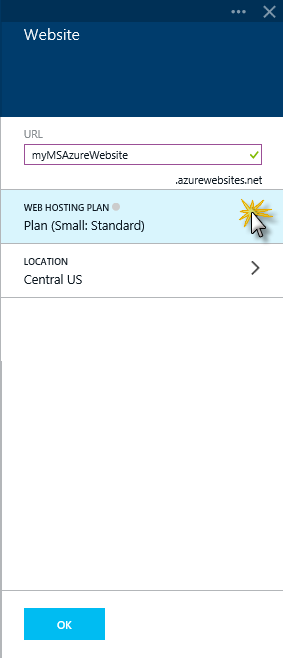 Website
URL
myMSAzureWebsite
.azurewebsites.net
WEB HOSTING PLAN
Plan (Small: Standard)
LOCATION
Central US
OK